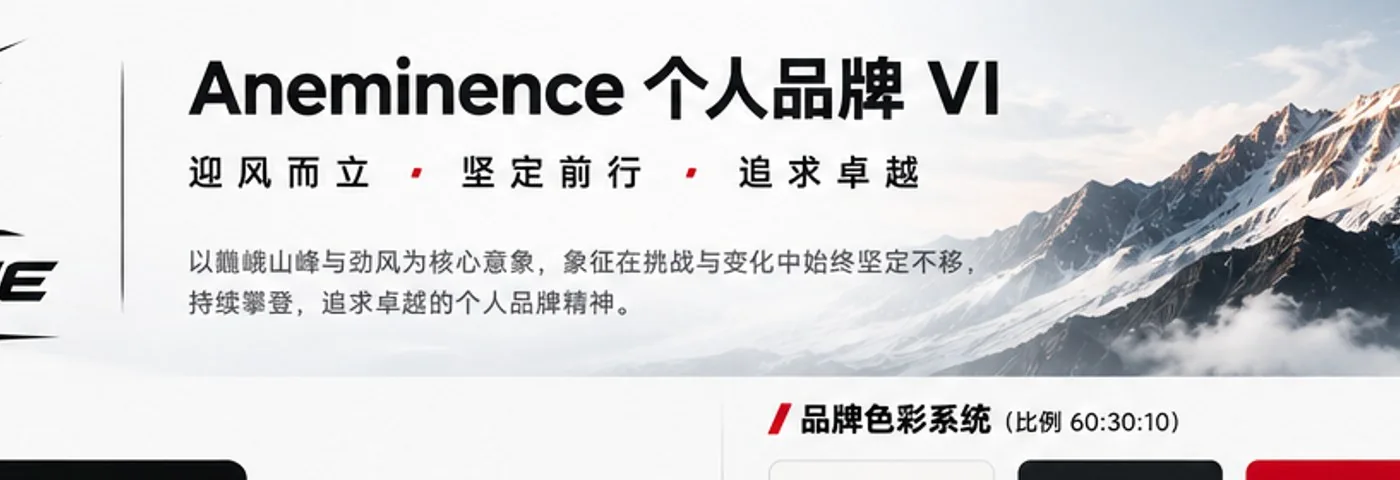 Aneminence 个人品牌 VI
迎风而立 · 坚定前行 · 追求卓越
E
以巍峨山峰与劲风为核心意象，象征在挑战与变化中始终坚定不移，
持续攀登，追求卓越的个人品牌精神。
品牌色彩系统（比例 60:30:10）